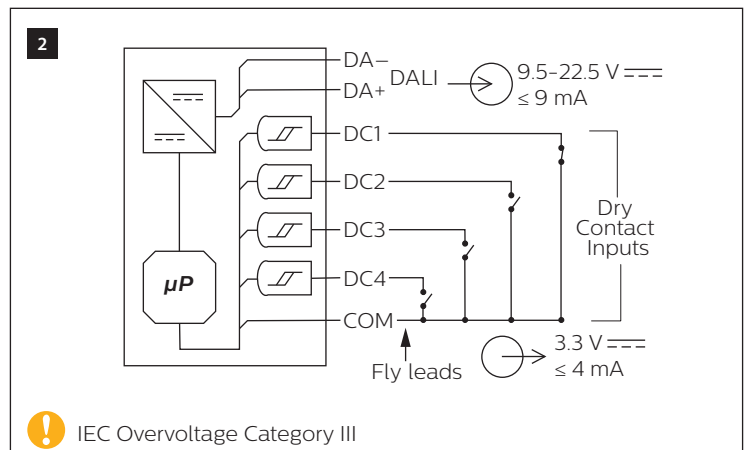 2
DA−
DA+
DALI
9.5-22.5 V
≤ 9 mA
DC1
DC2
DC3
DC4
COM
µP
Dry
Contact
Inputs
Fly leads
3.3 V
≤ 4 mA
! IEC Overvoltage Category III